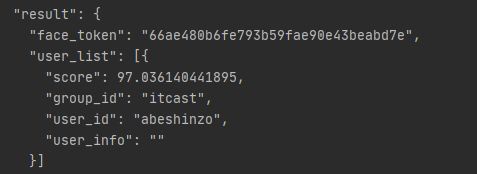 "result": {
"face_token": "66ae480b6fe793b59fae90e43beabd7e",
"user_list": [{
"score": 97.036140441895,
"group_id": "itcast",
"user_id": "abeshinzo",
"user_info": ""
}]